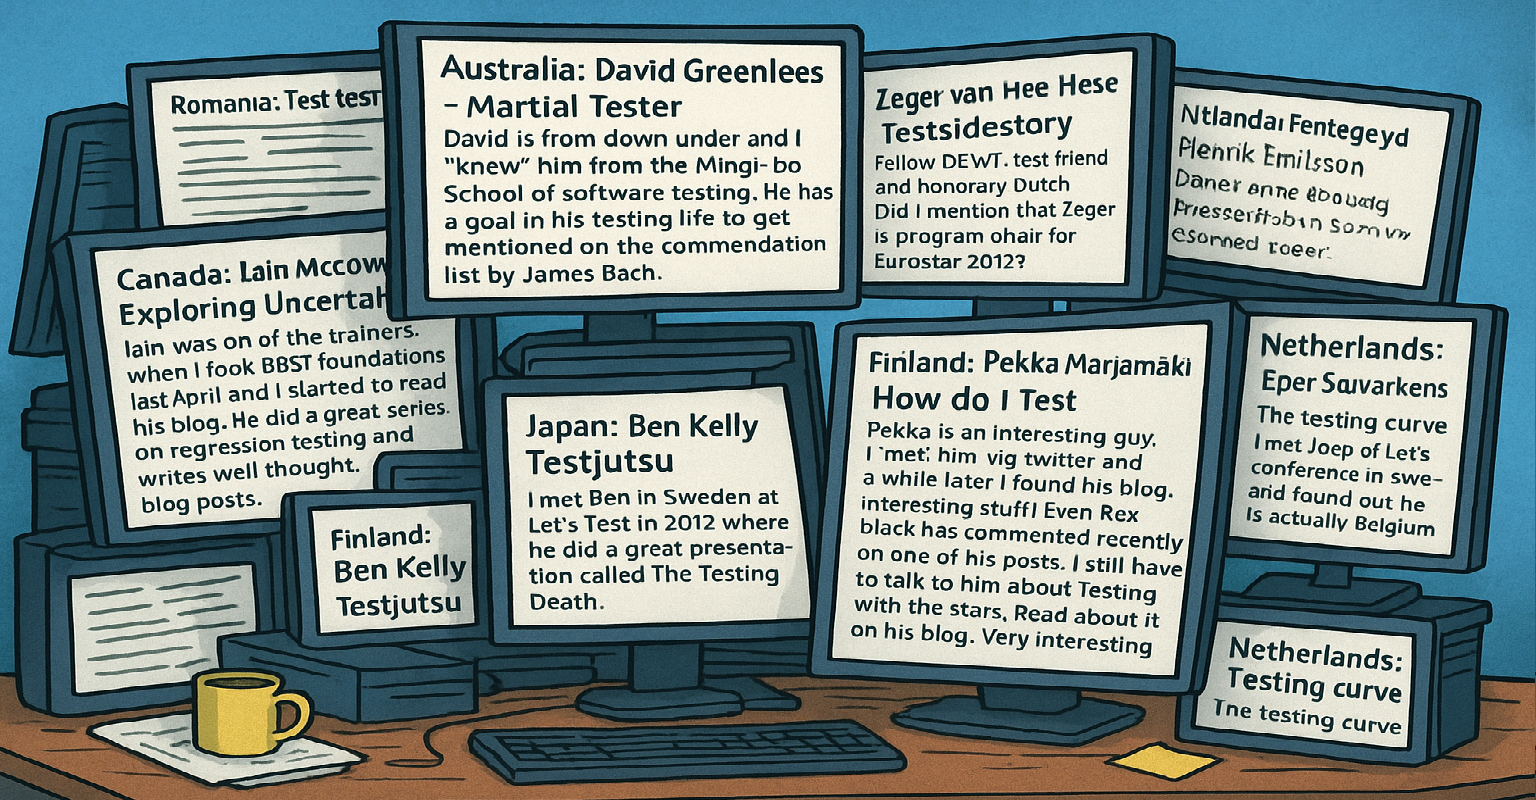 Romania: Test test
Australia: David Greenlees
– Martial Tester
David is from down under and I
"knew" him from the Mingi-bo
School of software testing. He has
a goal in his testing life to get
mentioned on the commendation
list by James Bach.
Zeger van Hee Hese
Testsidestory
Fellow DEWT. test friend
and honorary Dutch
Did I mention that Zeger
is program ohair for
Eurostar 2012?
Fentegeyd
Plenrik Emilsson
Canada: Lain Mccow
Exploring Uncertah
Iain was on of the trainers.
when I fook BBST foundations
last April and I slarted to read
his blog. He did a great series.
on regression testing and
writes well thought.
blog posts.
Finland:
Ben Kelly
Testjutsu
Japan: Ben Kelly
Testjutsu
I met Ben in Sweden at
Let's Test in 2012 where
he did a great presenta-
tion called The Testing
Death.
Finland: Pekka Marjamäki
How do I Test
Pekka is an interesting guy.
I 'met' him vig twitter and
a while later I found his blog.
interesting stuff! Even Rex
black has commented recently
on one of his posts. I still have
to talk to him about Testing
with the stars, Read about it
on his blog. Very interesting
Netherlands:
Eper Sauvarkens
The testing curve
I met Joep of Let's
conference in swe-
and found out he
Is actually Belgium
Netherlands:
Testing curve
The testing curve